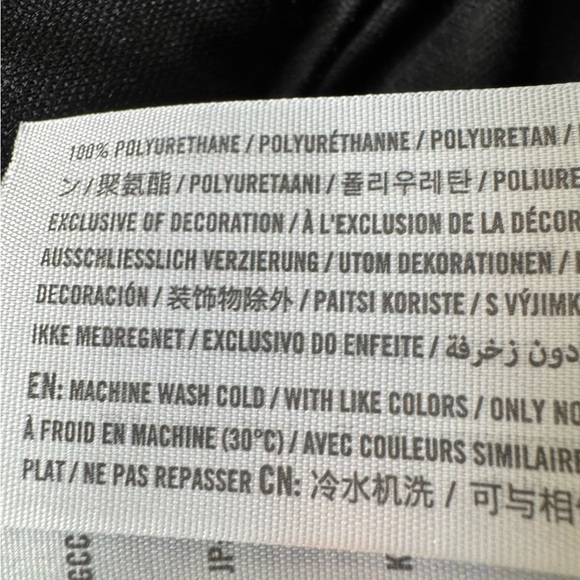 100% POLYURETHANE / POLYURÉTHANNE / POLYURETAN /
ン / 聚氨酯 / POLYURETAANI / 폴리우레탄 / POLIURE
EXCLUSIVE OF DECORATION / À L'EXCLUSION DE LA DÉCOR
AUSSCHLIESSLICH VERZIERUNG / UTOM DEKORATIONEN /
DECORACIÓN / 装饰物除外 / PAITSI KORISTE / S VÝJIMK
IKKE MEDREGNET / EXCLUSIVO DO ENFEITE / دون زخرفة
EN: MACHINE WASH COLD / WITH LIKE COLORS / ONLY NO
À FROID EN MACHINE (30°C) / AVEC COULEURS SIMILAIRE
PLAT / NE PAS REPASSER CN: 冷水机洗 / 可与相
GCC
JP
K